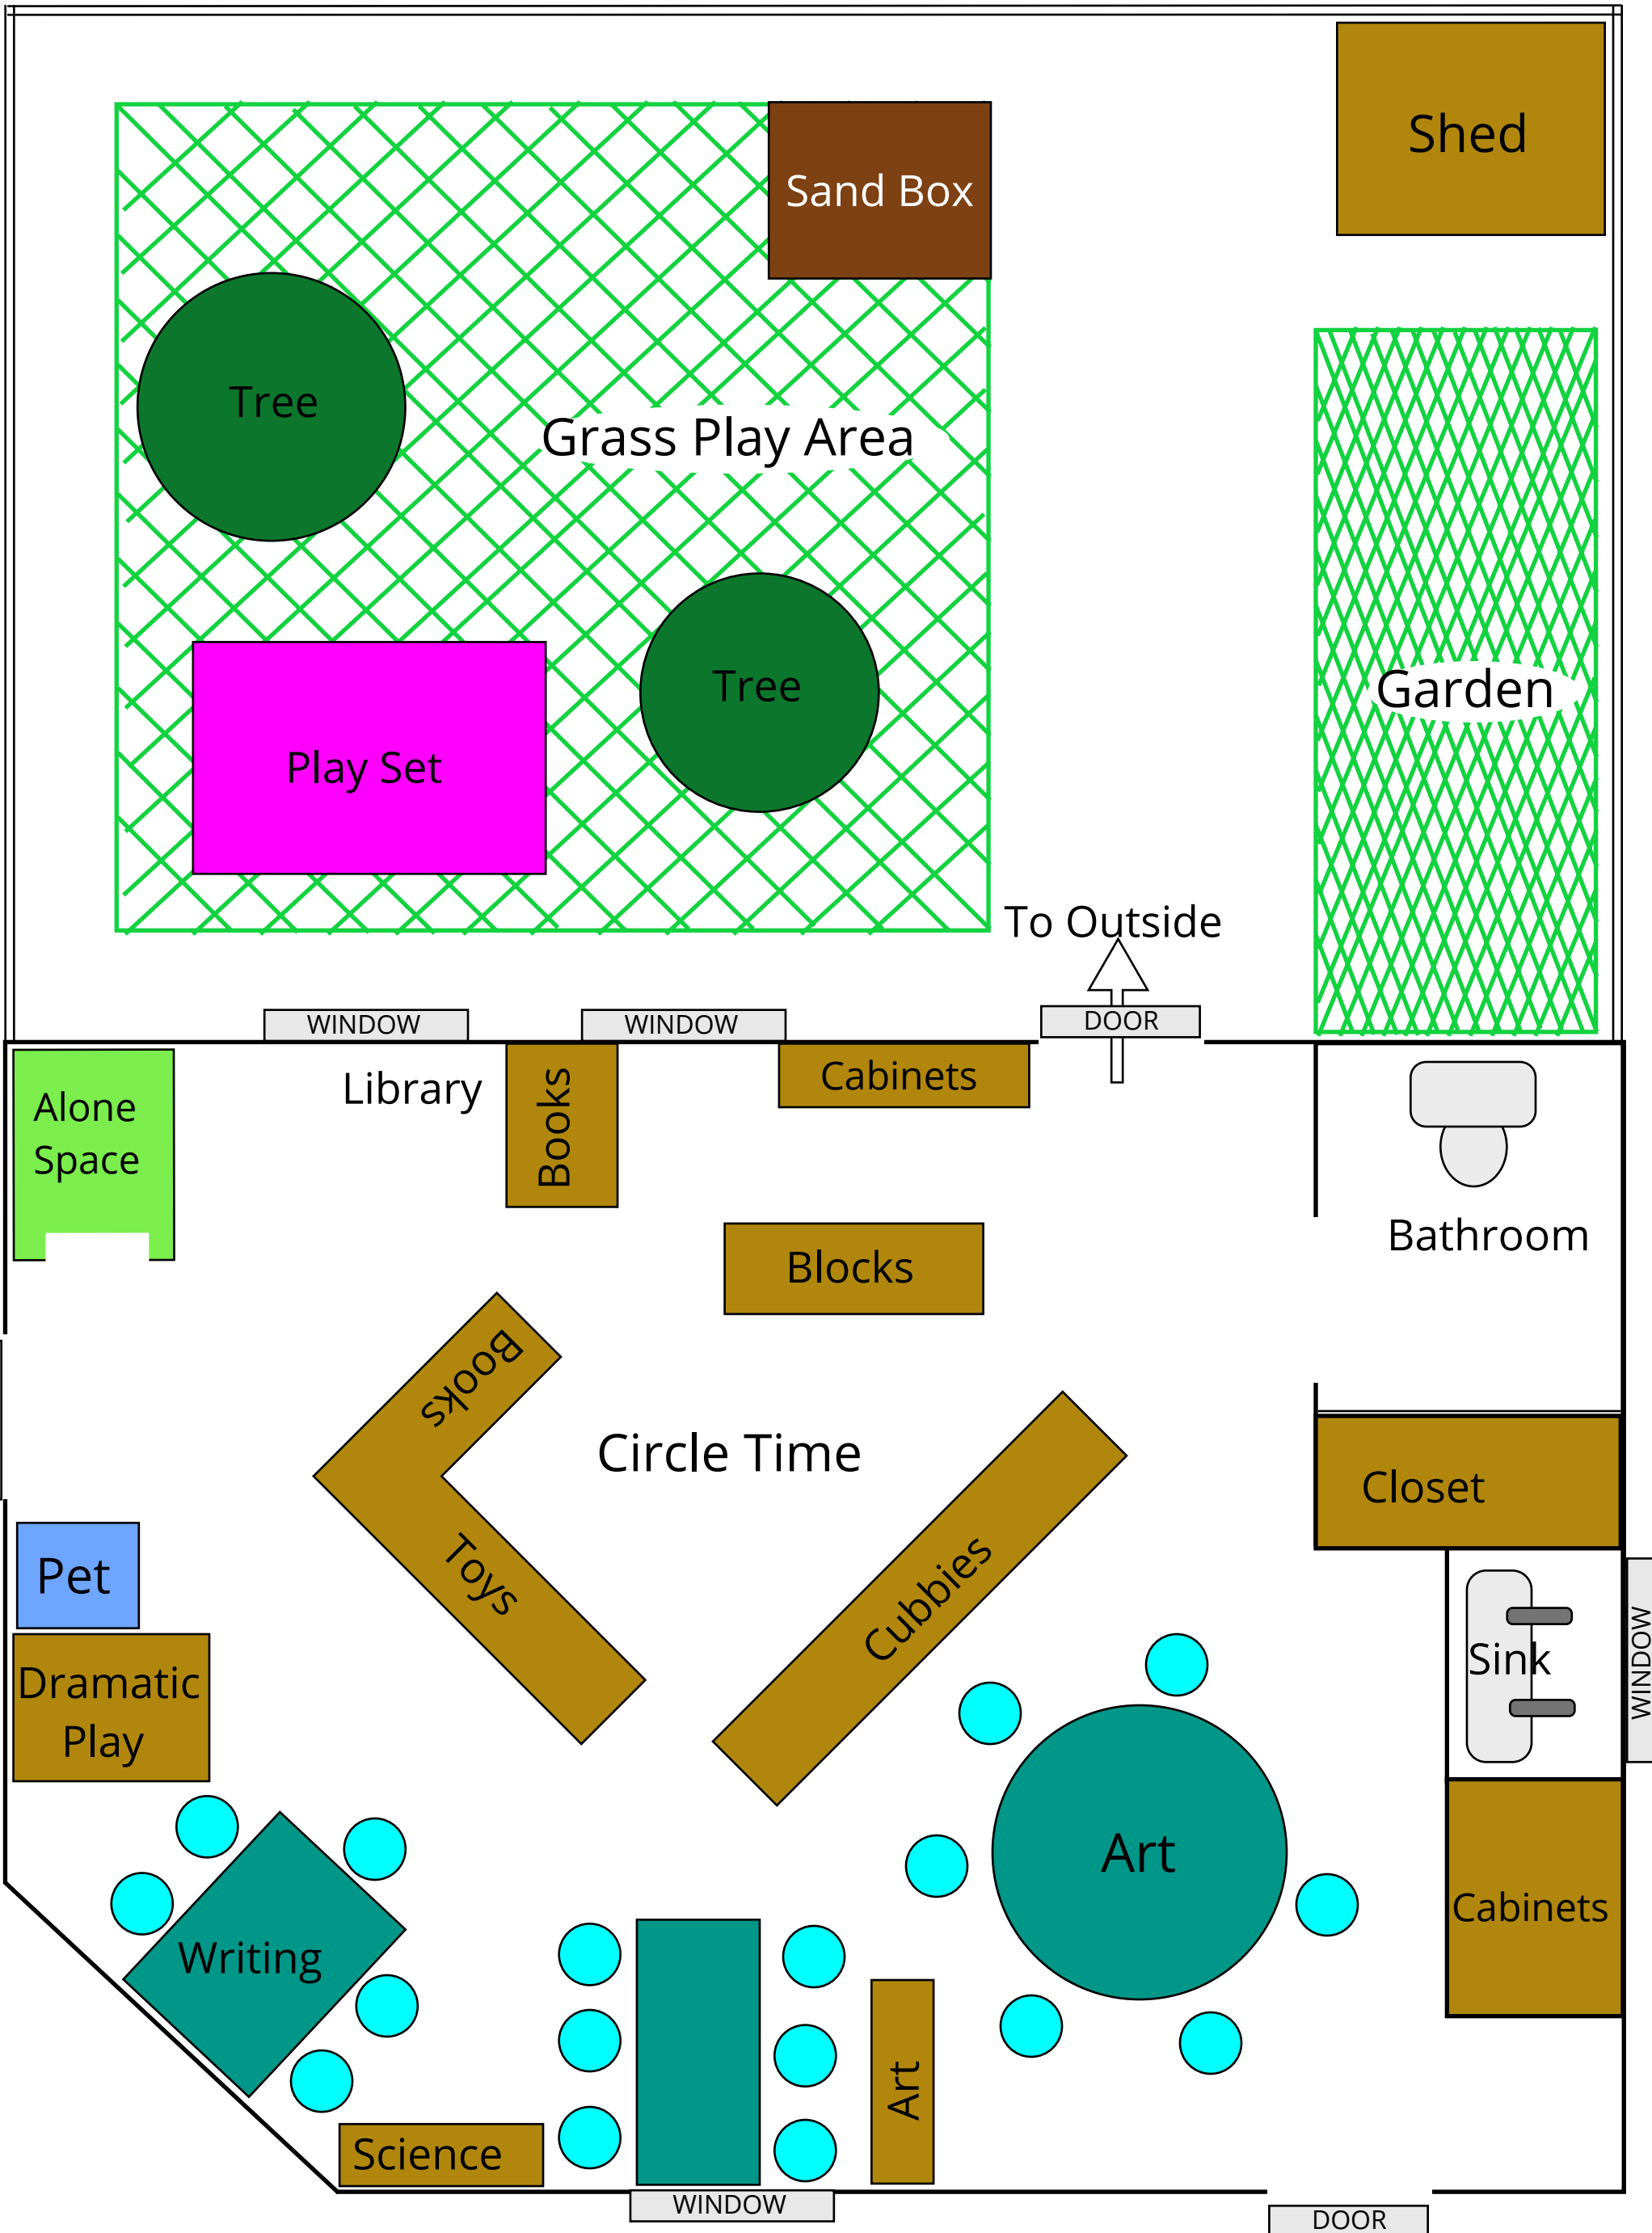 Shed
Sand Box
Tree
Grass Play Area
Tree
Garden
Play Set
To Outside
WINDOW
WINDOW
DOOR
Alone
Space
Library
Books
Cabinets
Bathroom
Blocks
Books
Circle Time
Closet
Pet
Toys
Cubbies
Sink
WINDOW
Dramatic
Play
Art
Cabinets
Writing
Art
Science
WINDOW
DOOR